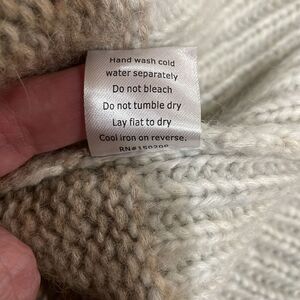 Hand wash cold
water separately
Do not bleach
Do not tumble dry
Lay flat to dry
Cool iron on reverse.